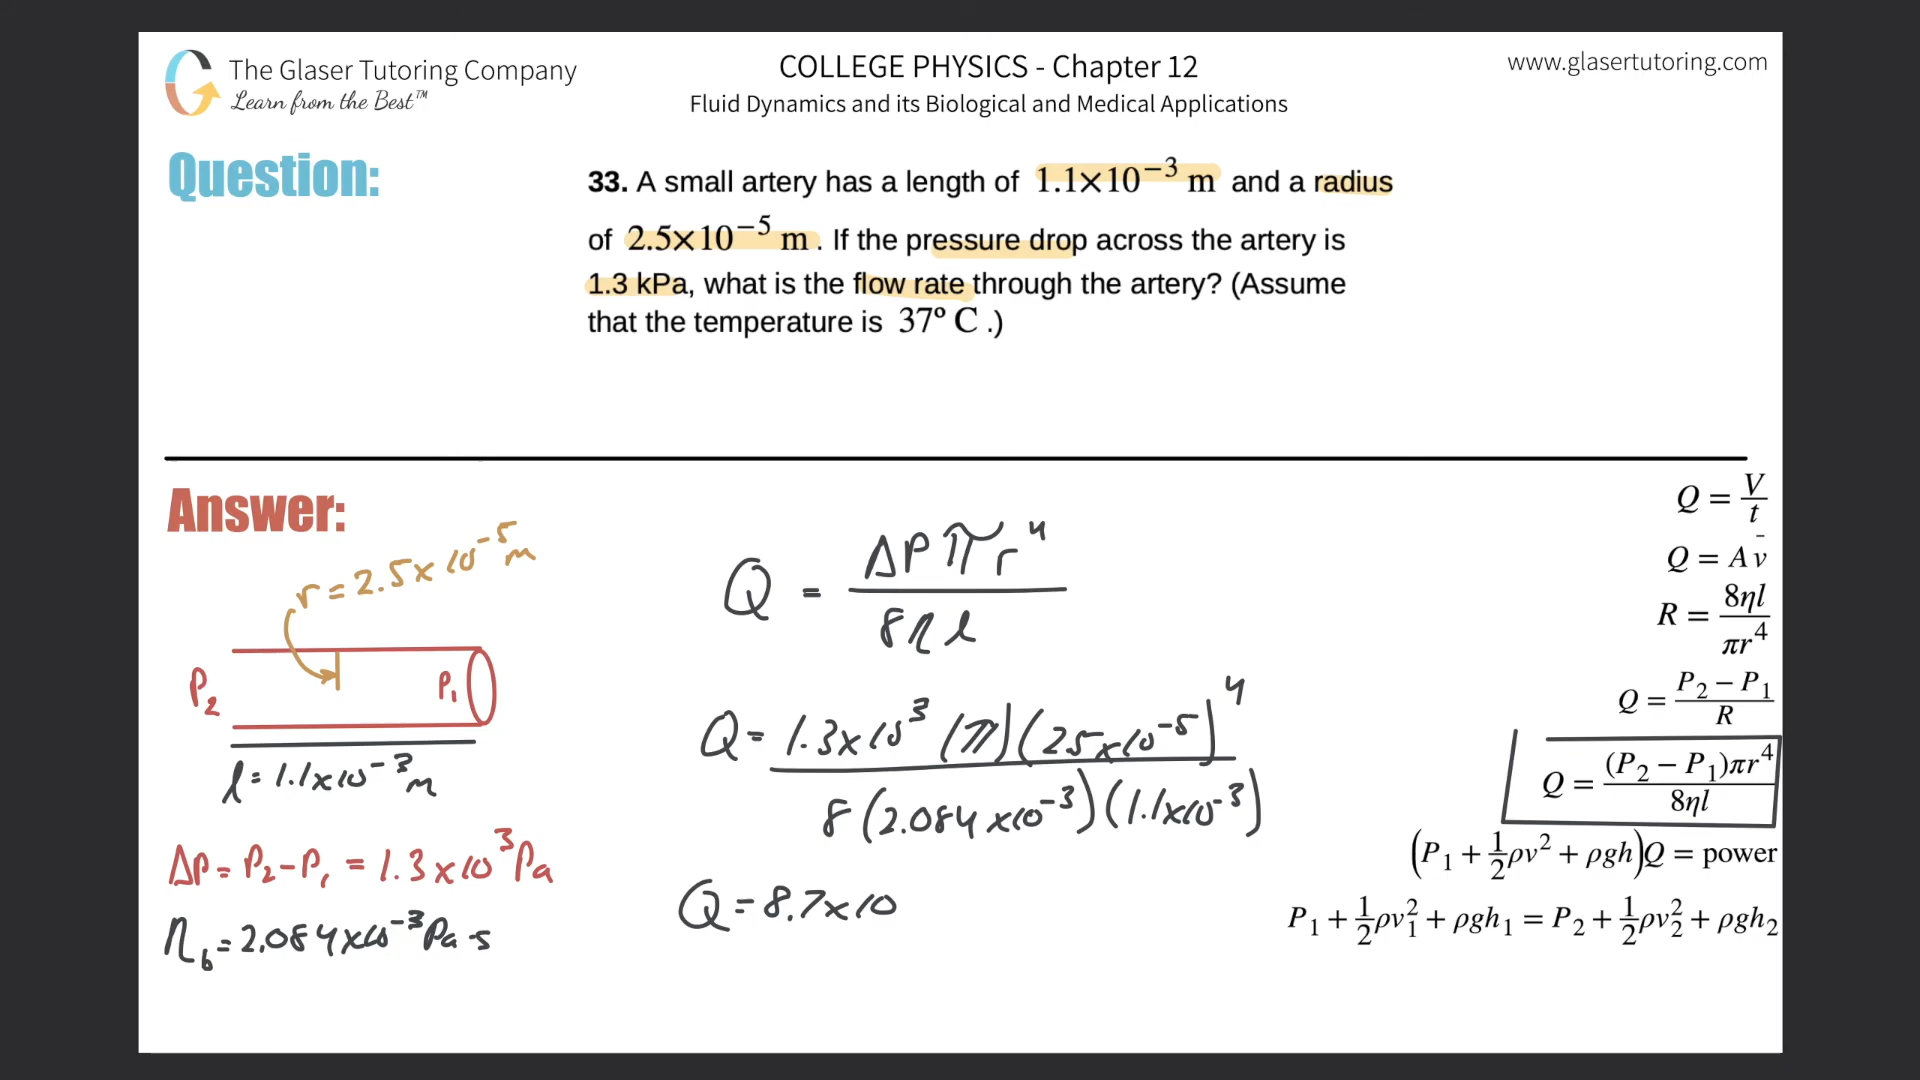 The Glaser Tutoring Company
Learn from the Best™
COLLEGE PHYSICS - Chapter 12
Fluid Dynamics and its Biological and Medical Applications
www.glasertutoring.com
Question:
33. A small artery has a length of 1.1×10⁻³ m and a radius
of 2.5×10⁻⁵ m. If the pressure drop across the artery is
1.3 kPa, what is the flow rate through the artery? (Assume
that the temperature is 37º C.)
Answer:
r = 2.5x10⁻⁵ m
P₂ P₁
l = 1.1x10⁻³ m
ΔP = P₂-P₁ = 1.3x10³ Pa
η_b = 2.084x10⁻³ Pa·s
Q = ΔPπr⁴ / 8ηl
Q = 1.3x10³ (π)(25x10⁻⁵)⁴ / 8(2.084x10⁻³)(1.1x10⁻³)
Q = 8.7x10
Q = V/t
Q = Av̄
R = 8ηl/πr⁴
Q = (P₂ − P₁)/R
Q = (P₂ − P₁)πr⁴/8ηl
(P₁ + ½ρv² + ρgh)Q = power
P₁ + ½ρv₁² + ρgh₁ = P₂ + ½ρv₂² + ρgh₂